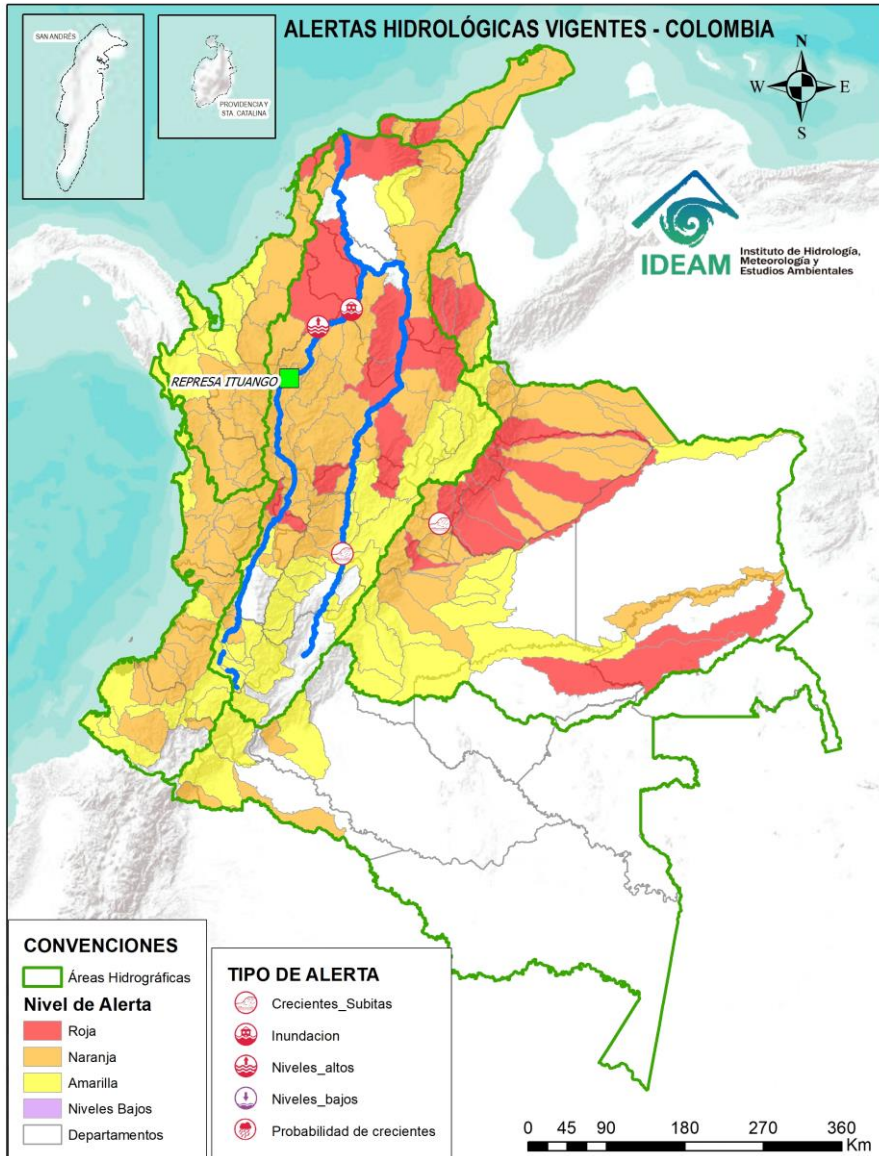 ALERTAS HIDROLÓGICAS VIGENTES - COLOMBIA
SAN ANDRÉS
PROVIDENCIA Y
STA. CATALINA
N
W
E
S
IDEAM
Instituto de Hidrología,
Meteorología y
Estudios Ambientales
REPRESA ITUANGO
CONVENCIONES
Áreas Hidrográficas
Nivel de Alerta
Roja
Naranja
Amarilla
Niveles Bajos
Departamentos
TIPO DE ALERTA
Crecientes_Subitas
Inundacion
Niveles_altos
Niveles_bajos
Probabilidad de crecientes
0 45 90 180 270 360
Km